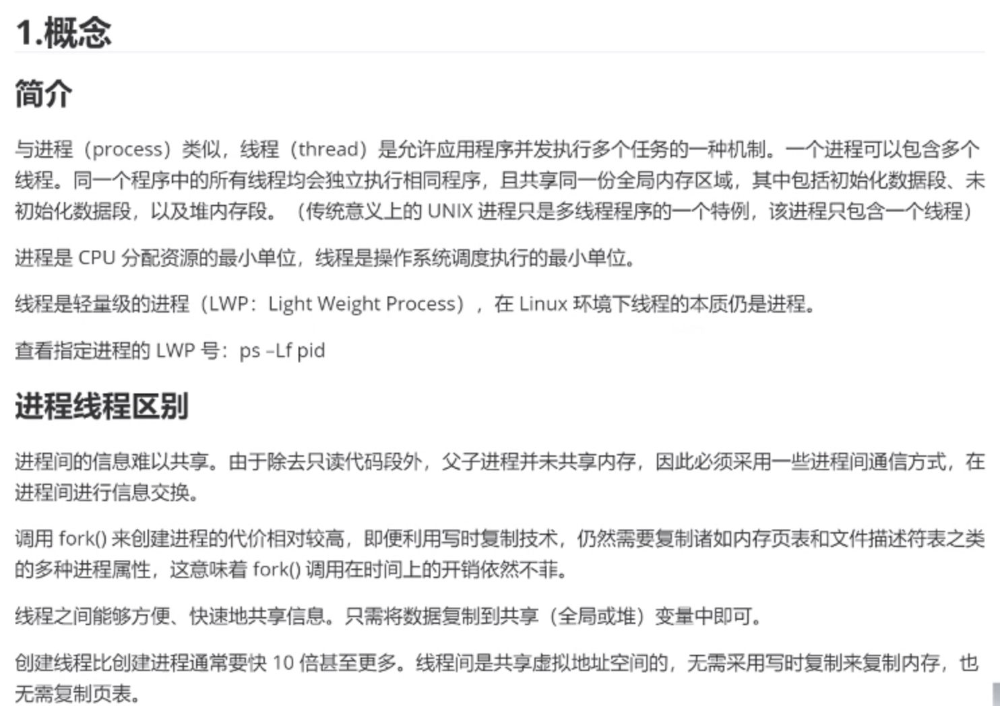 1.概念
简介
与进程（process）类似，线程（thread）是允许应用程序并发执行多个任务的一种机制。一个进程可以包含多个
线程。同一个程序中的所有线程均会独立执行相同程序，且共享同一份全局内存区域，其中包括初始化数据段、未
初始化数据段，以及堆内存段。（传统意义上的 UNIX 进程只是多线程程序的一个特例，该进程只包含一个线程）
进程是 CPU 分配资源的最小单位，线程是操作系统调度执行的最小单位。
线程是轻量级的进程（LWP：Light Weight Process），在 Linux 环境下线程的本质仍是进程。
查看指定进程的 LWP 号：ps –Lf pid
进程线程区别
进程间的信息难以共享。由于除去只读代码段外，父子进程并未共享内存，因此必须采用一些进程间通信方式，在
进程间进行信息交换。
调用 fork() 来创建进程的代价相对较高，即便利用写时复制技术，仍然需要复制诸如内存页表和文件描述符表之类
的多种进程属性，这意味着 fork() 调用在时间上的开销依然不菲。
线程之间能够方便、快速地共享信息。只需将数据复制到共享（全局或堆）变量中即可。
创建线程比创建进程通常要快 10 倍甚至更多。线程间是共享虚拟地址空间的，无需采用写时复制来复制内存，也
无需复制页表。